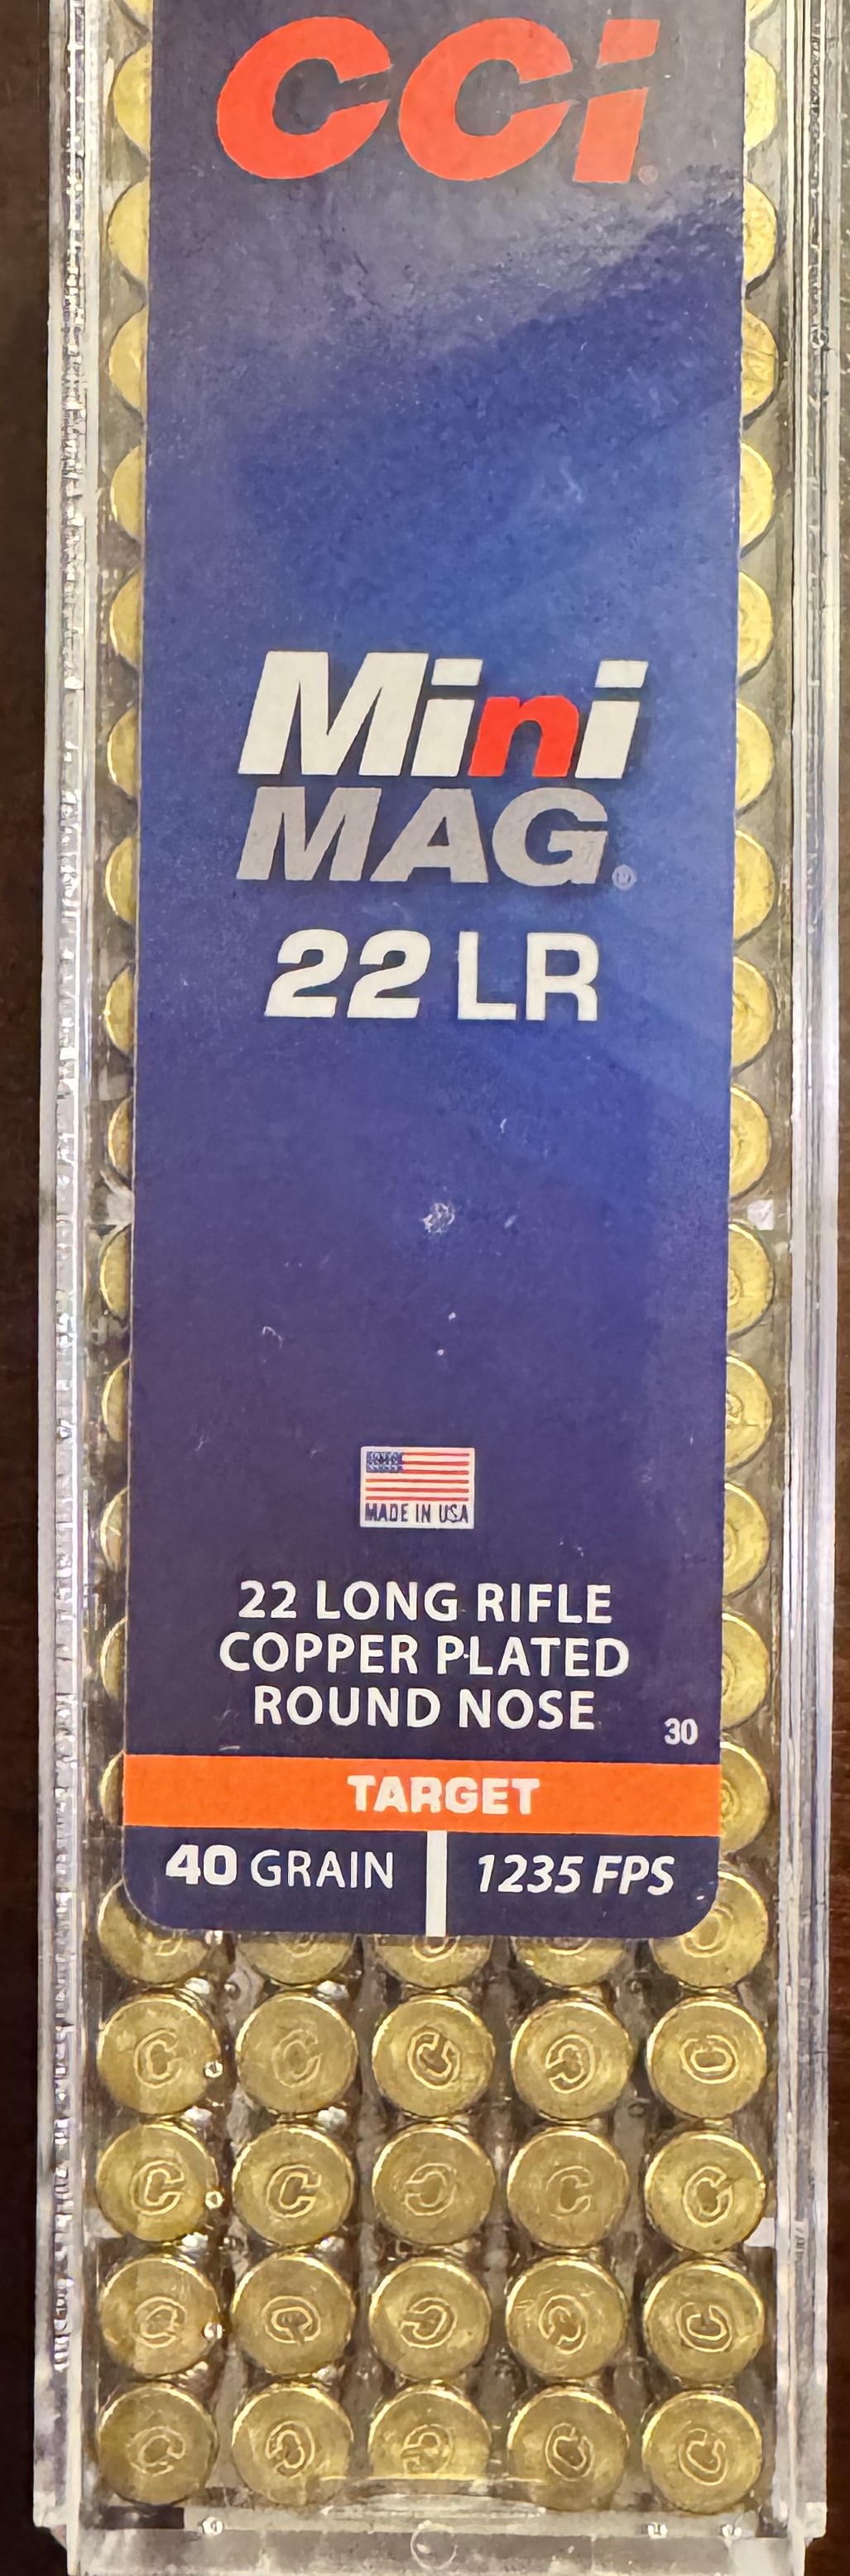 CCI
Mini
MAG®
22 LR
MADE IN USA
22 LONG RIFLE
COPPER PLATED
ROUND NOSE
30
TARGET
40 GRAIN
1235 FPS
C C C C C
C C C C C
C C C C C
C C C C C